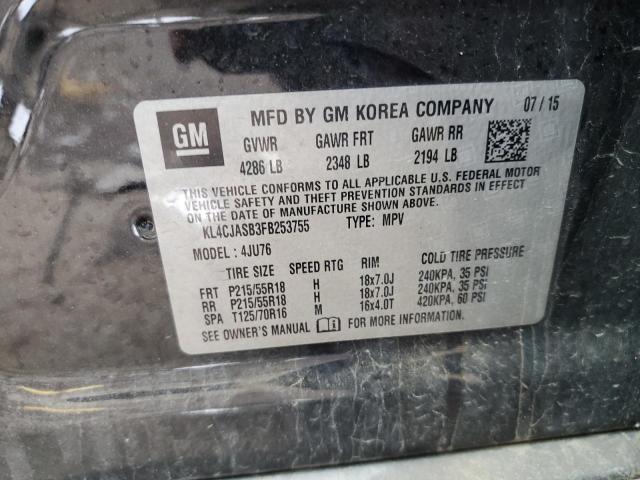 GM
MFD BY GM KOREA COMPANY 07/15
GVWR GAWR FRT GAWR RR
4286 LB 2348 LB 2194 LB
THIS VEHICLE CONFORMS TO ALL APPLICABLE U.S. FEDERAL MOTOR
VEHICLE SAFETY AND THEFT PREVENTION STANDARDS IN EFFECT
ON THE DATE OF MANUFACTURE SHOWN ABOVE.
KL4CJASB3FB253755 TYPE: MPV
MODEL: 4JU76
TIRE SIZE SPEED RTG RIM COLD TIRE PRESSURE
FRT P215/55R18 H 18x7.0J 240KPA, 35 PSI
RR P215/55R18 H 18x7.0J 240KPA, 35 PSI
SPA T125/70R16 M 16x4.0T 420KPA, 60 PSI
SEE OWNER'S MANUAL FOR MORE INFORMATION.